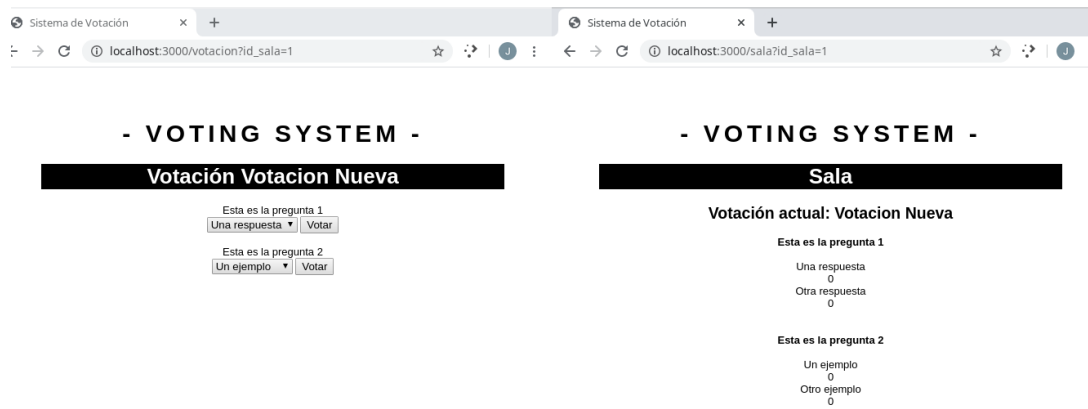 Sistema de Votación
localhost:3000/votacion?id_sala=1
J
- VOTING SYSTEM -
Votación Votacion Nueva
Esta es la pregunta 1
Una respuesta Votar
Esta es la pregunta 2
Un ejemplo Votar
Sistema de Votación
localhost:3000/sala?id_sala=1
J
- VOTING SYSTEM -
Sala
Votación actual: Votacion Nueva
Esta es la pregunta 1
Una respuesta
0
Otra respuesta
0
Esta es la pregunta 2
Un ejemplo
0
Otro ejemplo
0